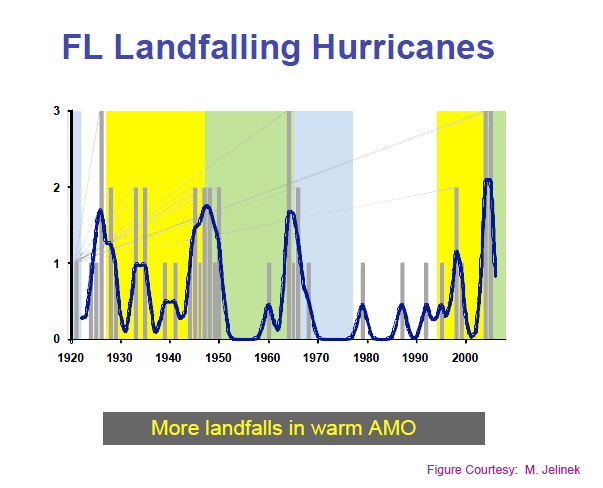 FL Landfalling Hurricanes
3
2
1
0
1920 1930 1940 1950 1960 1970 1980 1990 2000
More landfalls in warm AMO
Figure Courtesy: M. Jelinek